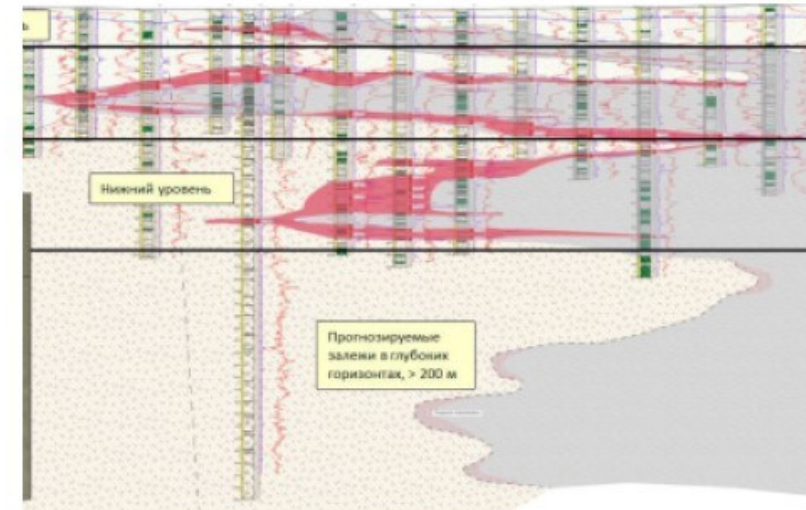 Нижний уровень
Прогнозируемые
залежи в глубоких
горизонтах, > 200 м